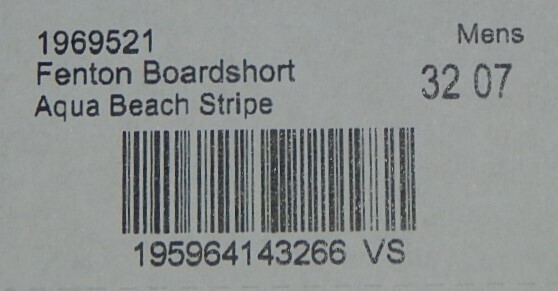 1969521
Mens
Fenton Boardshort
32 07
Aqua Beach Stripe
195964143266 VS